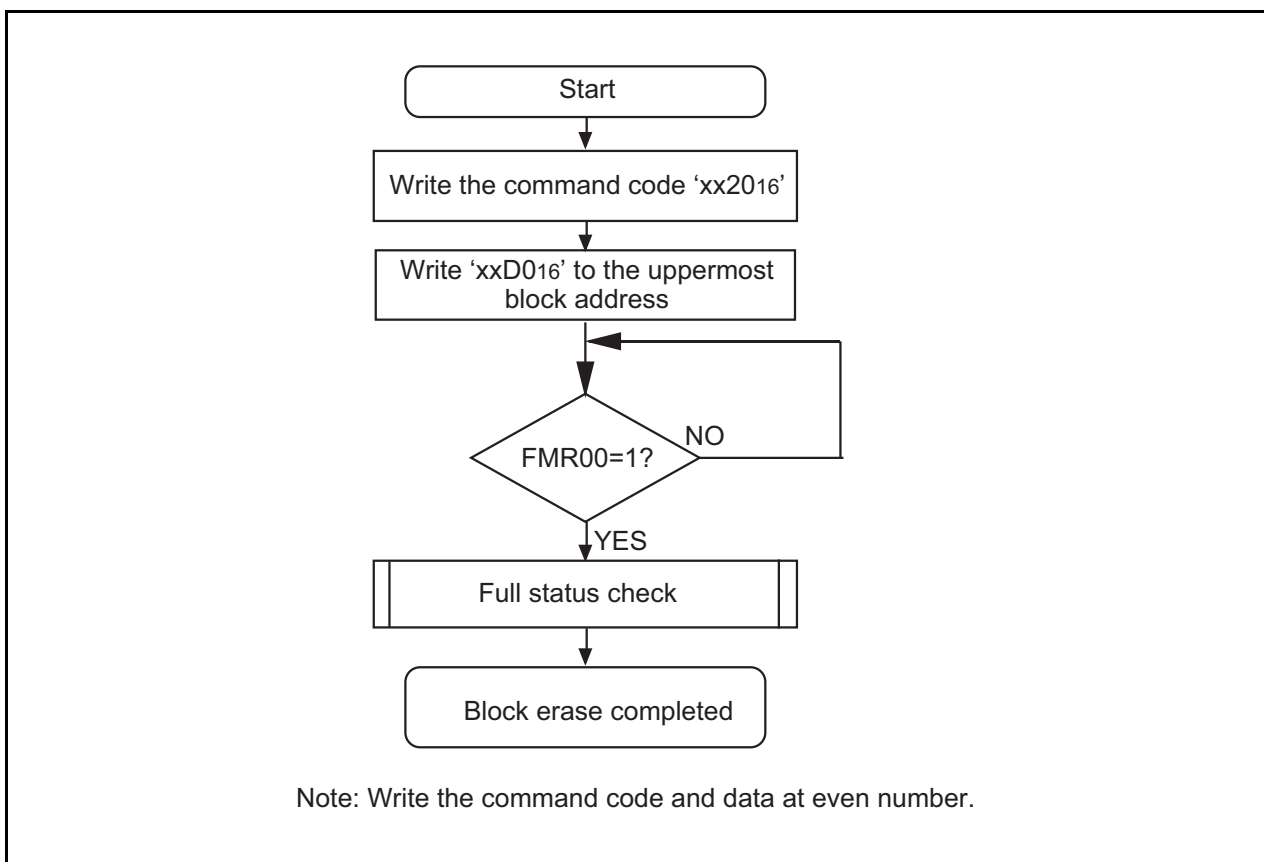 Start
Write the command code ‘xx2016’
Write ‘xxD016’ to the uppermost
block address
NO
FMR00=1?
YES
Full status check
Block erase completed
Note: Write the command code and data at even number.